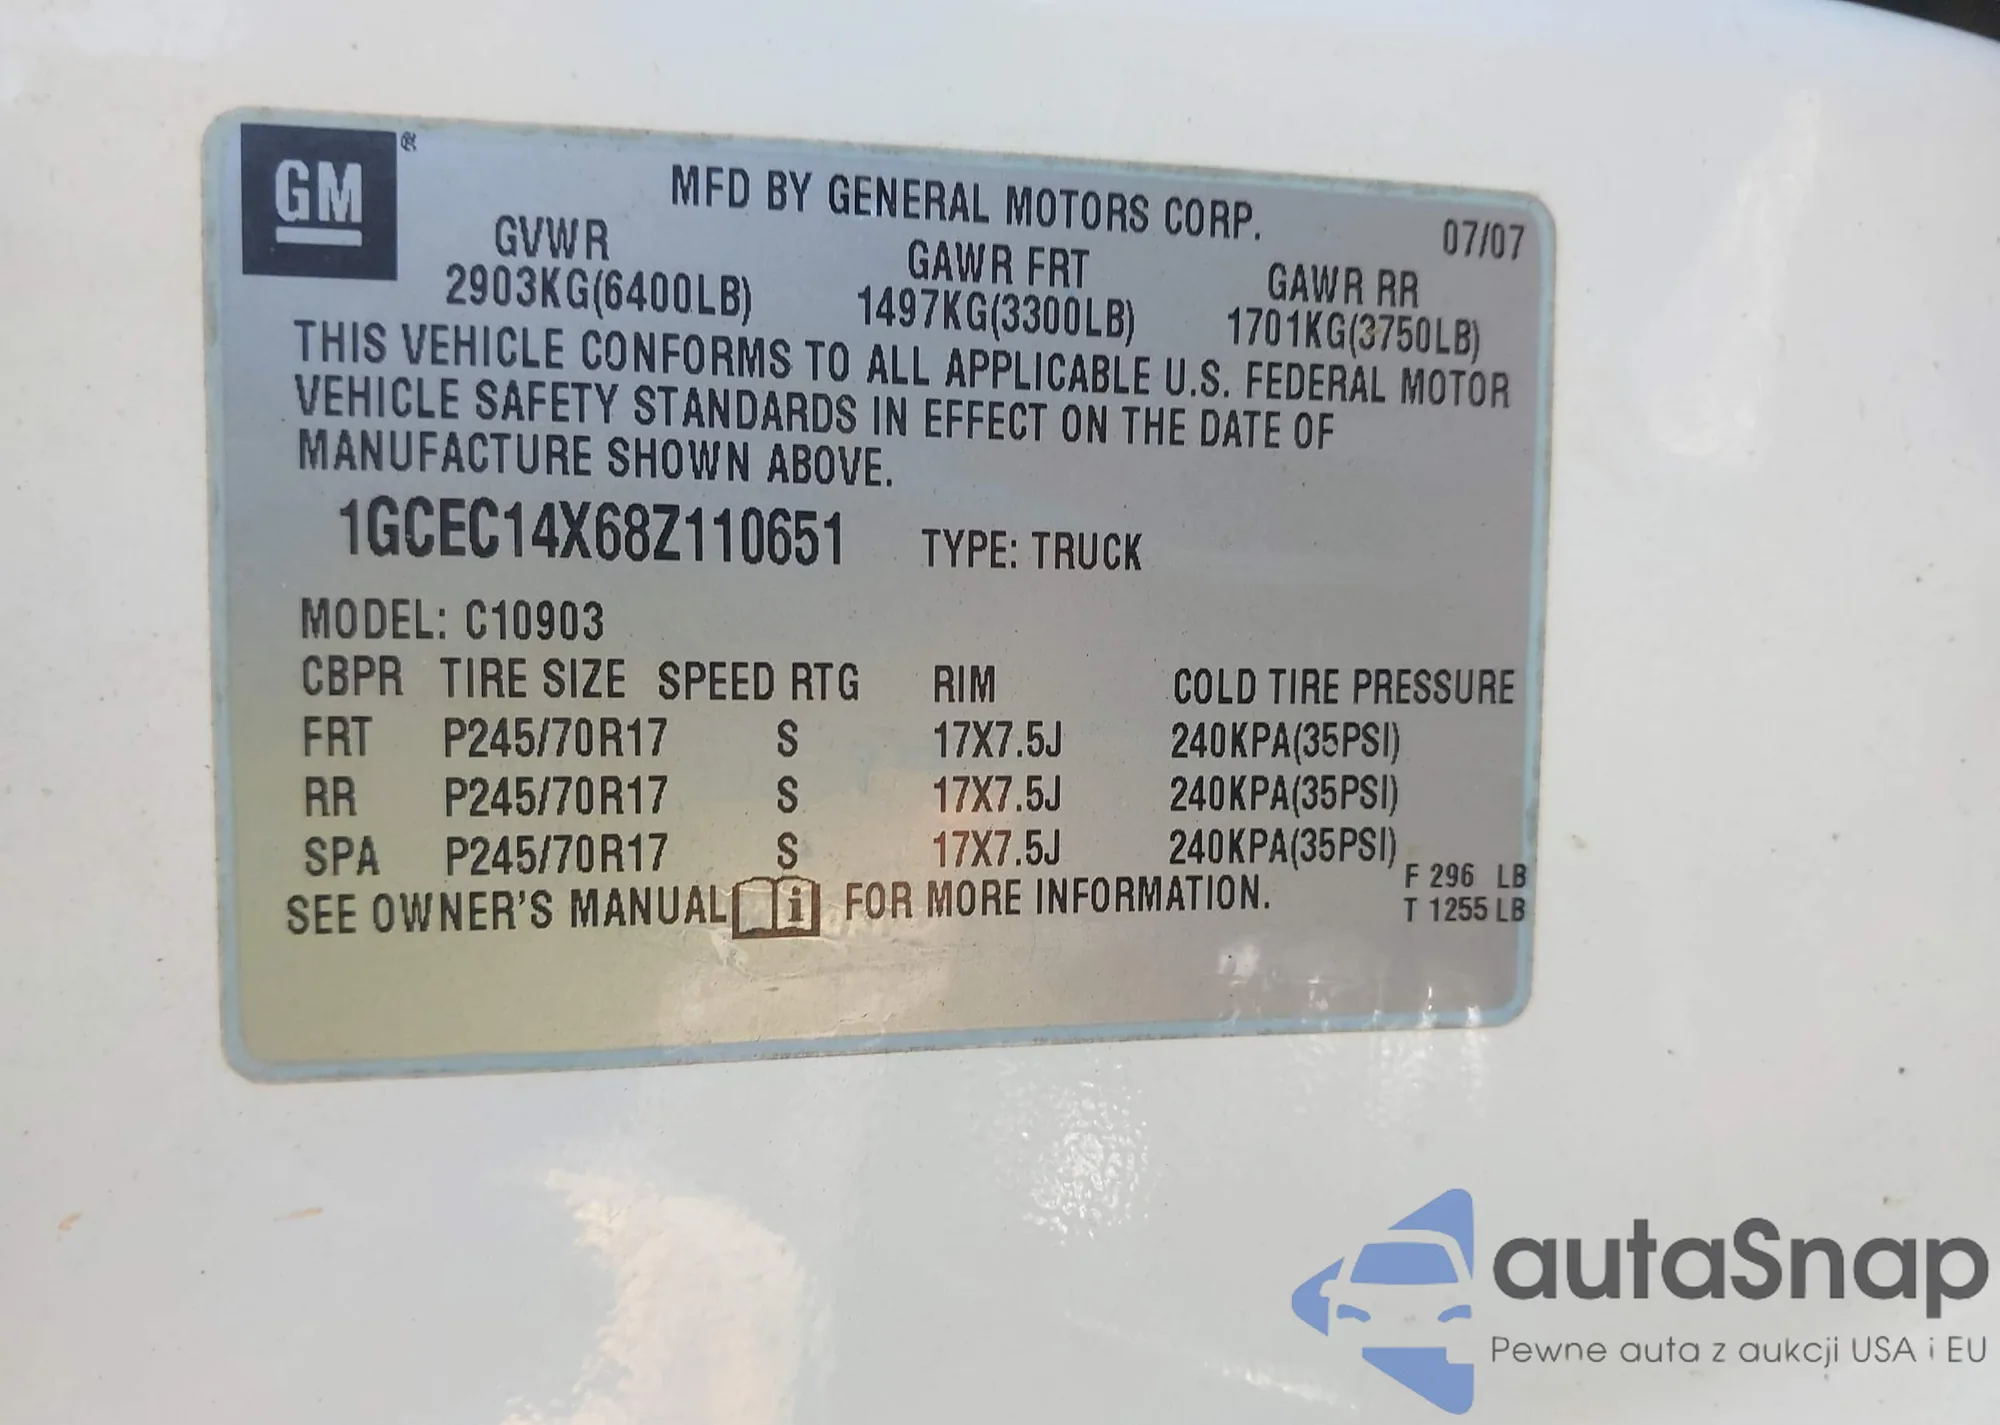 GM®
MFD BY GENERAL MOTORS CORP. 07/07
GVWR GAWR FRT GAWR RR
2903KG(6400LB) 1497KG(3300LB) 1701KG(3750LB)
THIS VEHICLE CONFORMS TO ALL APPLICABLE U.S. FEDERAL MOTOR
VEHICLE SAFETY STANDARDS IN EFFECT ON THE DATE OF
MANUFACTURE SHOWN ABOVE.
1GCEC14X68Z110651 TYPE: TRUCK
MODEL: C10903
CBPR TIRE SIZE SPEED RTG RIM COLD TIRE PRESSURE
FRT P245/70R17 S 17X7.5J 240KPA(35PSI)
RR P245/70R17 S 17X7.5J 240KPA(35PSI)
SPA P245/70R17 S 17X7.5J 240KPA(35PSI)
SEE OWNER'S MANUAL i FOR MORE INFORMATION.
F 296 LB
T 1255 LB
autaSnap
Pewne auta z aukcji USA i EU